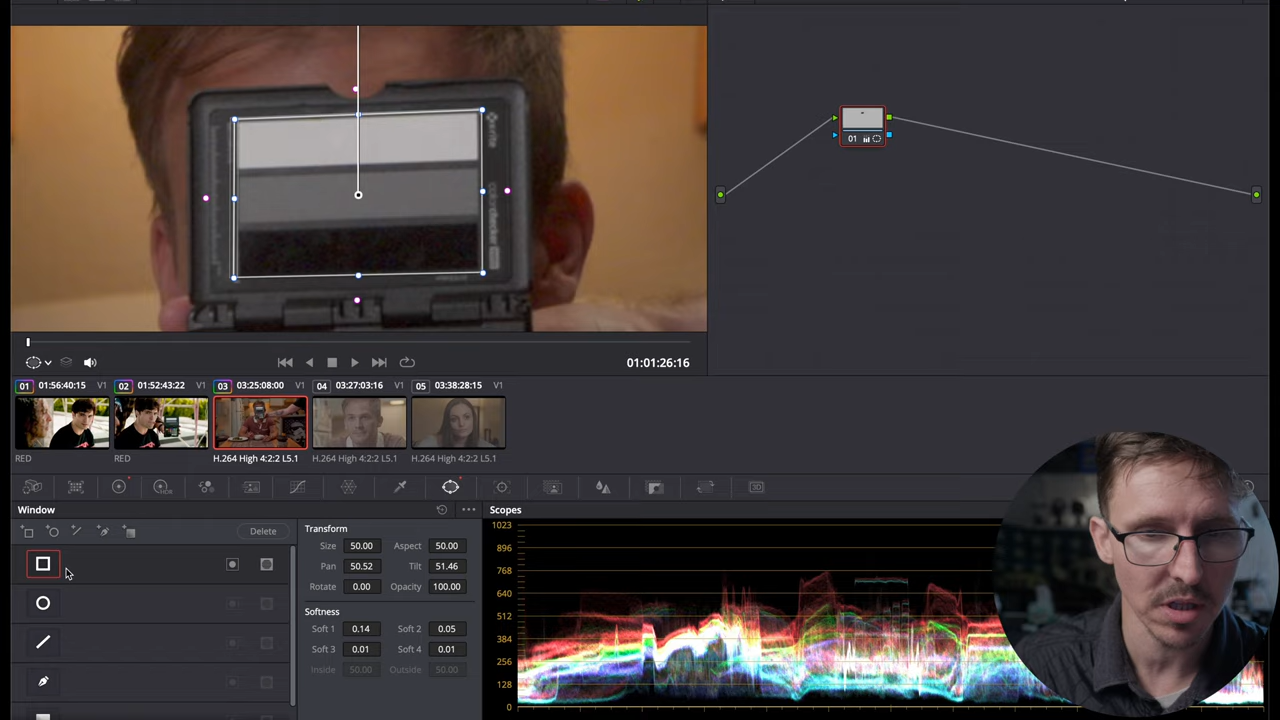 x-rite
colorchecker
01
01:01:26:16
01 01:56:40:15 V1 02 01:52:43:22 V1 03 03:25:08:00 V1 04 03:27:03:16 V1 05 03:38:28:15 V1
RED RED H.264 High 4:2:2 L5.1 H.264 High 4:2:2 L5.1 H.264 High 4:2:2 L5.1
HDR
3D
Window
Delete
Transform
Size 50.00 Aspect 50.00
Pan 50.52 Tilt 51.46
Rotate 0.00 Opacity 100.00
Softness
Soft 1 0.14 Soft 2 0.05
Soft 3 0.01 Soft 4 0.01
Inside 50.00 Outside 50.00
Scopes
1023
896
768
640
512
384
256
128
0